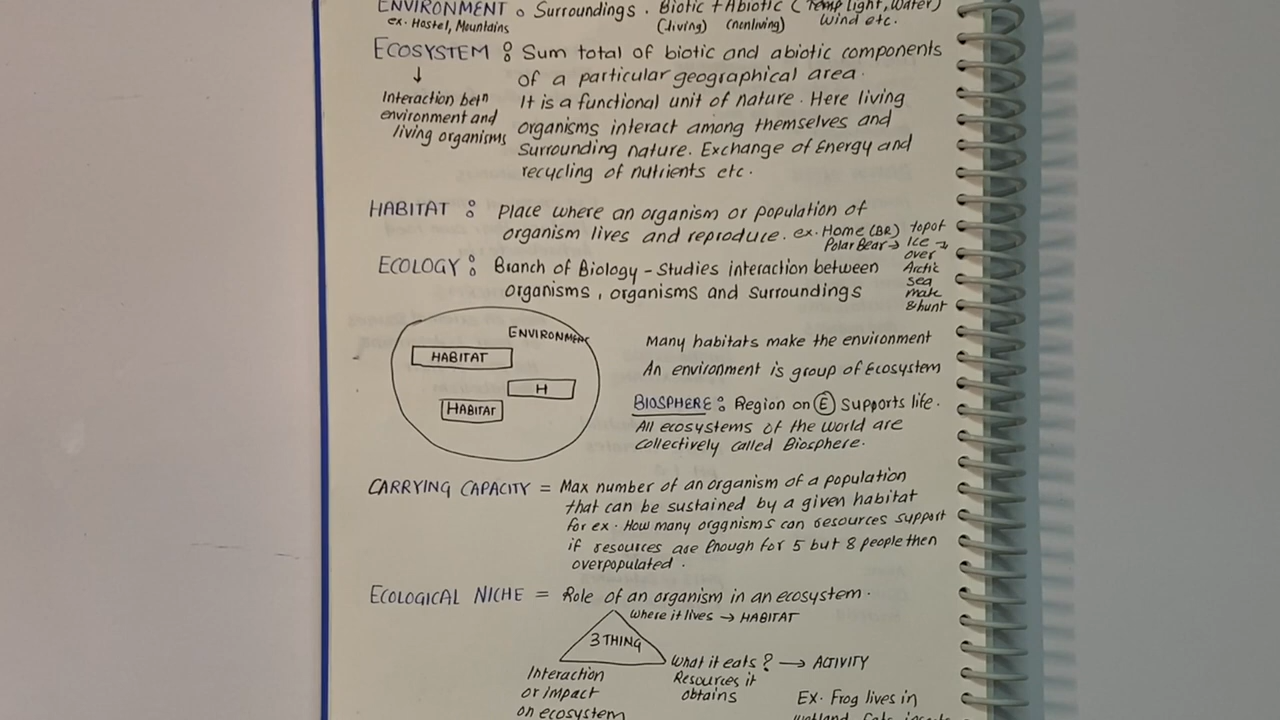 ENVIRONMENT : Surroundings . Biotic + Abiotic ( Temp light, Water)
ex. Hostel, Mountains (living) (nonliving) Wind etc.
ECOSYSTEM : Sum total of biotic and abiotic components
of a particular geographical area.
↓
Interaction betn
environment and
living organisms
It is a functional unit of nature. Here living
organisms interact among themselves and
Surrounding nature. Exchange of Energy and
recycling of nutrients etc.
HABITAT : Place where an organism or population of
organism lives and reproduce. ex. Home (BR)
Polar Bear → Ice →
topof
over
Arctic
sea
mate
& hunt
ECOLOGY : Branch of Biology - Studies interaction between
organisms, organisms and Surroundings
ENVIRONMENT
HABITAT
H
HABITAT
Many habitats make the environment
An environment is group of Ecosystem
BIOSPHERE : Region on Ⓔ Supports life.
All ecosystems of the world are
collectively called Biosphere.
CARRYING CAPACITY = Max number of an organism of a population
that can be sustained by a given habitat
for ex. How many organisms can resources support
if resources are Enough for 5 but 8 people then
overpopulated .
ECOLOGICAL NICHE = Role of an organism in an ecosystem.
Where it lives → HABITAT
3 THING
What it eats ? → ACTIVITY
Resources it
obtains
Interaction
or impact
on ecosystem
EX. Frog lives in
wetland. Eats insects